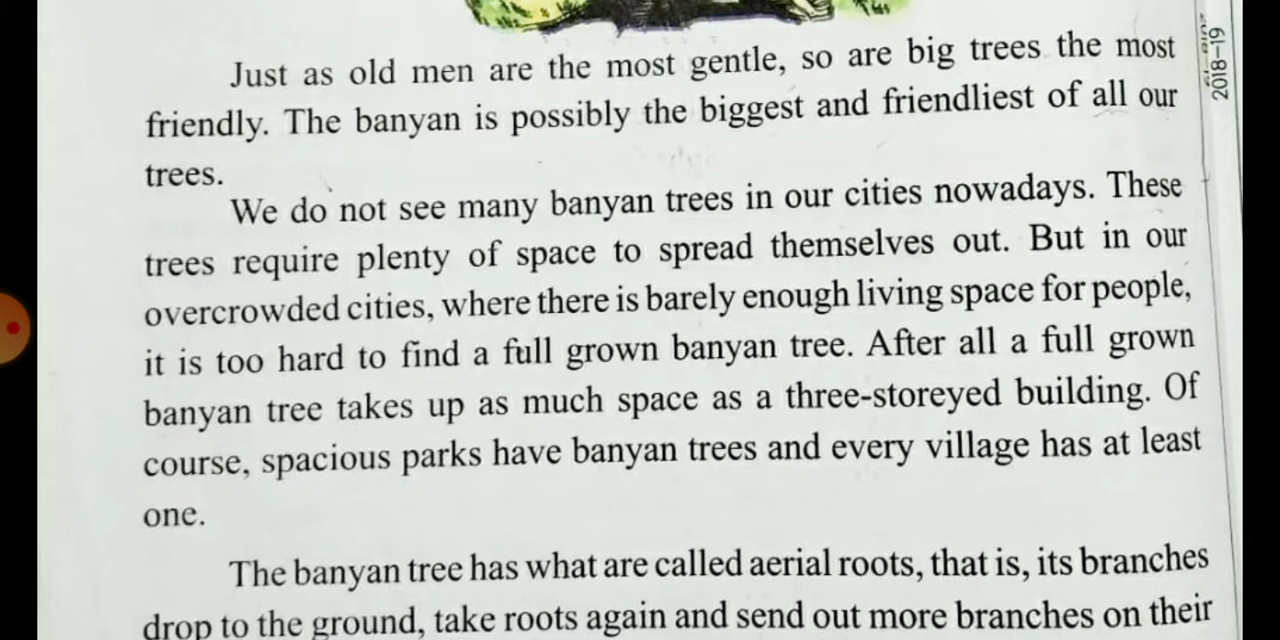 Just as old men are the most gentle, so are big trees the most
friendly. The banyan is possibly the biggest and friendliest of all our
trees.
We do not see many banyan trees in our cities nowadays. These
trees require plenty of space to spread themselves out. But in our
overcrowded cities, where there is barely enough living space for people,
it is too hard to find a full grown banyan tree. After all a full grown
banyan tree takes up as much space as a three-storeyed building. Of
course, spacious parks have banyan trees and every village has at least
one.
The banyan tree has what are called aerial roots, that is, its branches
drop to the ground, take roots again and send out more branches on their
2018-19